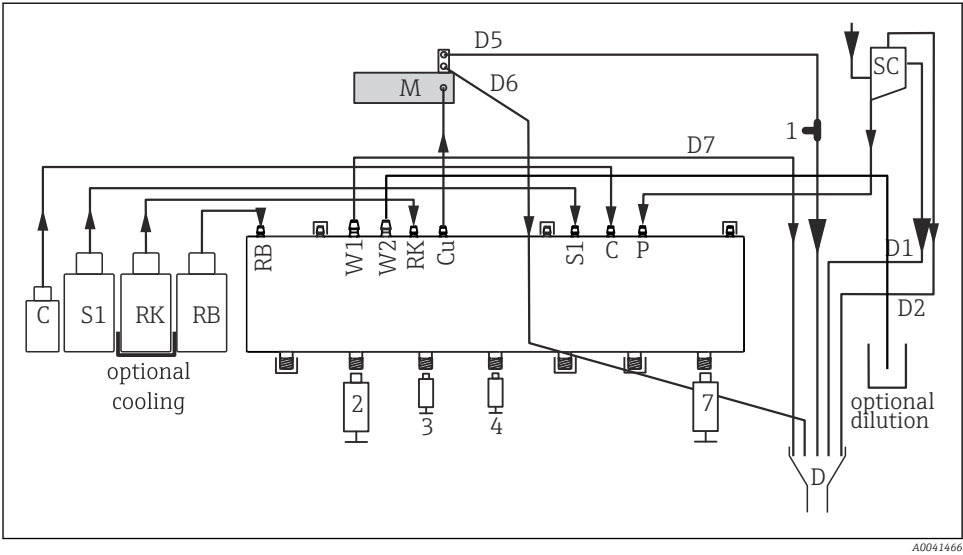 D5
SC
M
D6
1
D7
RB
W1
W2
RK
Cu
S1
C
P
D1
C
S1
RK
RB
D2
optional
cooling
2
3
4
7
optional
dilution
D
A0041466